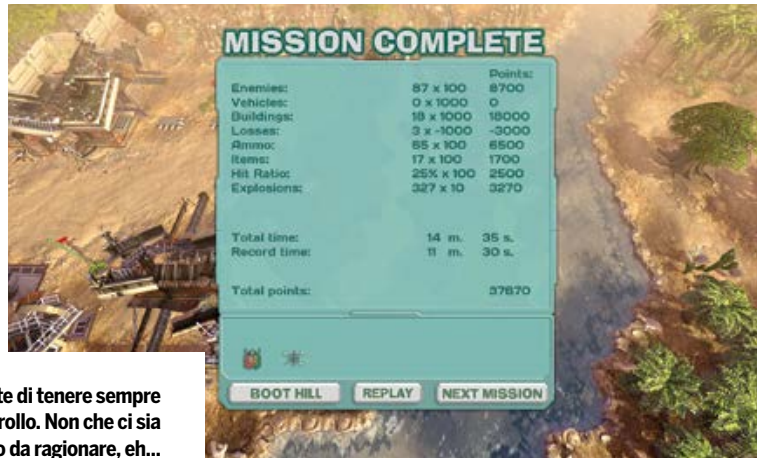 MISSION COMPLETE
Points:
Enemies: 87 x 100 8700
Vehicles: 0 x 1000 0
Buildings: 18 x 1000 18000
Losses: 3 x -1000 -3000
Ammo: 65 x 100 6500
Items: 17 x 100 1700
Hit Ratio: 25% x 100 2500
Explosions: 327 x 10 3270
Total time: 14 m. 35 s.
Record time: 11 m. 30 s.
Total points: 37670
BOOT HILL REPLAY NEXT MISSION
te di tenere sempre
rollo. Non che ci sia
o da ragionare, eh...